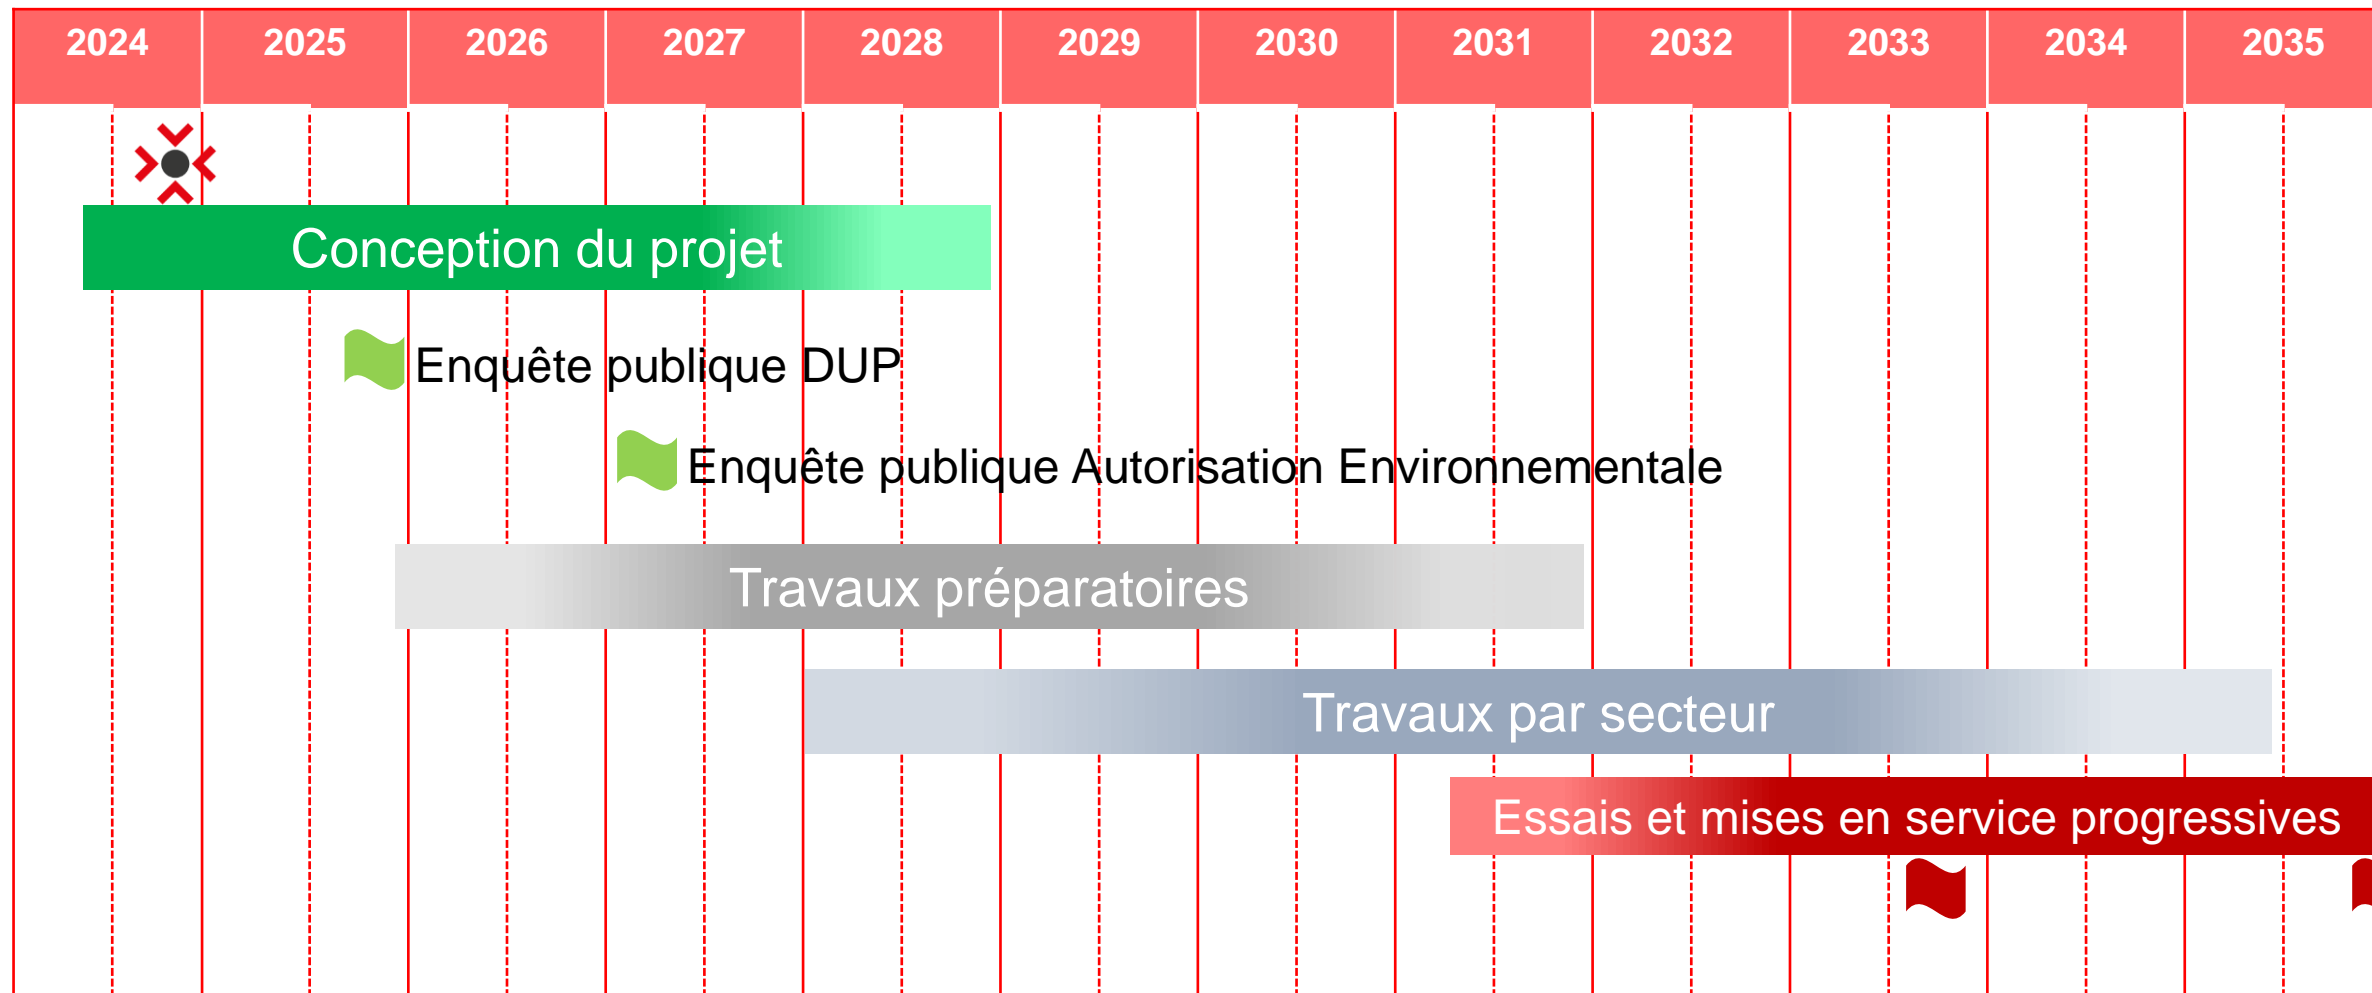 2024 2025 2026 2027 2028 2029 2030 2031 2032 2033 2034 2035
Conception du projet
Enquête publique DUP
Enquête publique Autorisation Environnementale
Travaux préparatoires
Travaux par secteur
Essais et mises en service progressives